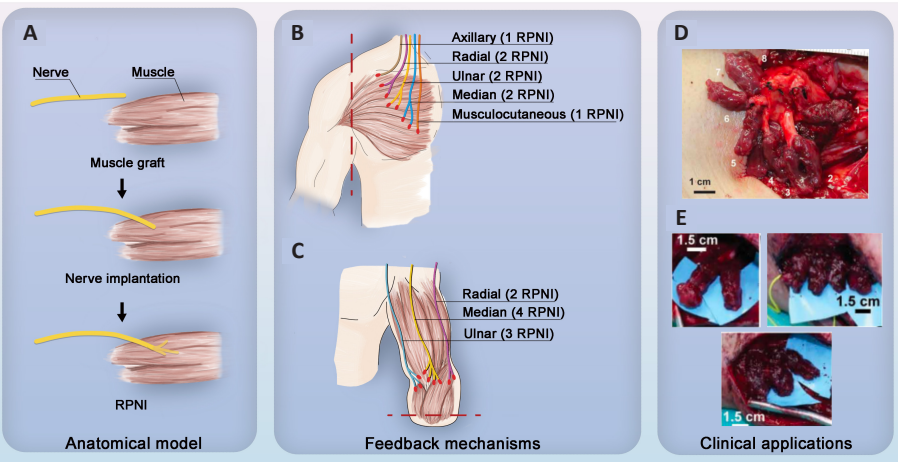 A
Nerve
Muscle
Muscle graft
Nerve implantation
RPNI
Anatomical model
B
Axillary (1 RPNI)
Radial (2 RPNI)
Ulnar (2 RPNI)
Median (2 RPNI)
Musculocutaneous (1 RPNI)
C
Radial (2 RPNI)
Median (4 RPNI)
Ulnar (3 RPNI)
Feedback mechanisms
D
8
7
1
6
5
4
2
3
1 cm
E
1.5 cm
1.5 cm
1.5 cm
Clinical applications